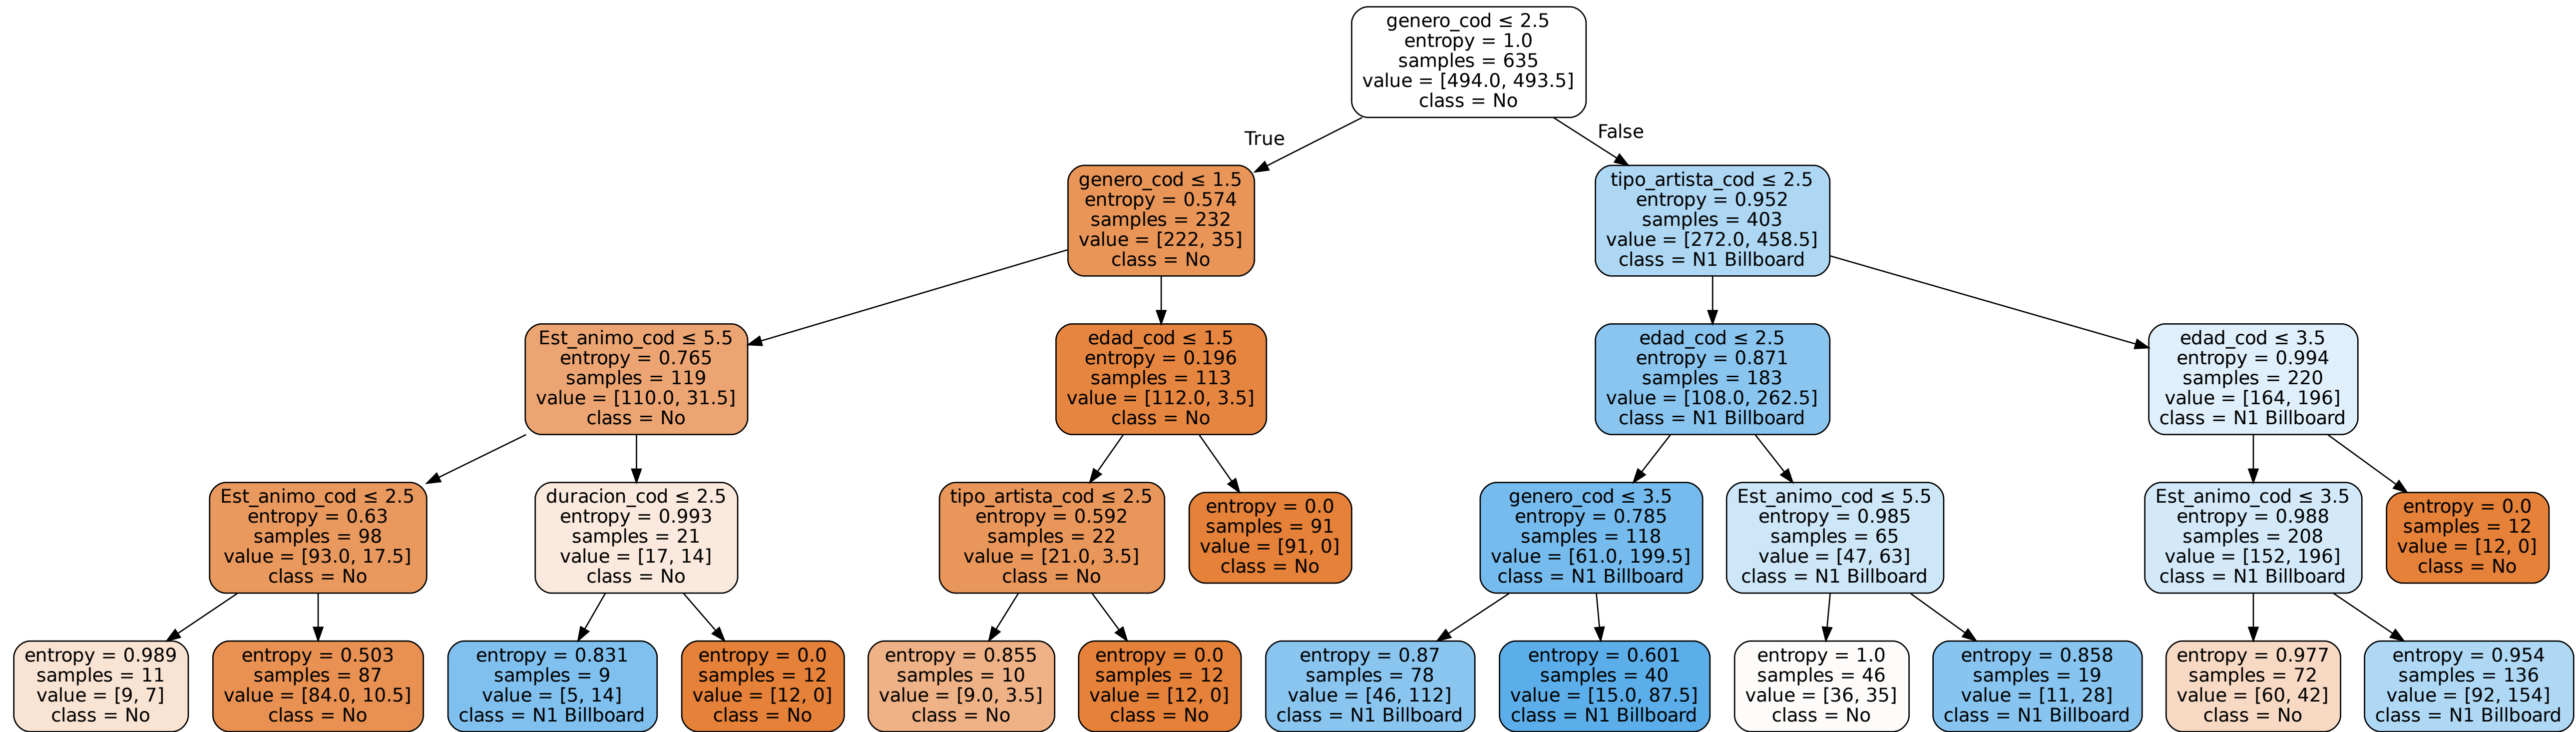 genero_cod ≤ 2.5
entropy = 1.0
samples = 635
value = [494.0, 493.5]
class = No
True
False
genero_cod ≤ 1.5
entropy = 0.574
samples = 232
value = [222, 35]
class = No
tipo_artista_cod ≤ 2.5
entropy = 0.952
samples = 403
value = [272.0, 458.5]
class = N1 Billboard
Est_animo_cod ≤ 5.5
entropy = 0.765
samples = 119
value = [110.0, 31.5]
class = No
edad_cod ≤ 1.5
entropy = 0.196
samples = 113
value = [112.0, 3.5]
class = No
edad_cod ≤ 2.5
entropy = 0.871
samples = 183
value = [108.0, 262.5]
class = N1 Billboard
edad_cod ≤ 3.5
entropy = 0.994
samples = 220
value = [164, 196]
class = N1 Billboard
Est_animo_cod ≤ 2.5
entropy = 0.63
samples = 98
value = [93.0, 17.5]
class = No
duracion_cod ≤ 2.5
entropy = 0.993
samples = 21
value = [17, 14]
class = No
tipo_artista_cod ≤ 2.5
entropy = 0.592
samples = 22
value = [21.0, 3.5]
class = No
entropy = 0.0
samples = 91
value = [91, 0]
class = No
genero_cod ≤ 3.5
entropy = 0.785
samples = 118
value = [61.0, 199.5]
class = N1 Billboard
Est_animo_cod ≤ 5.5
entropy = 0.985
samples = 65
value = [47, 63]
class = N1 Billboard
Est_animo_cod ≤ 3.5
entropy = 0.988
samples = 208
value = [152, 196]
class = N1 Billboard
entropy = 0.0
samples = 12
value = [12, 0]
class = No
entropy = 0.989
samples = 11
value = [9, 7]
class = No
entropy = 0.503
samples = 87
value = [84.0, 10.5]
class = No
entropy = 0.831
samples = 9
value = [5, 14]
class = N1 Billboard
entropy = 0.0
samples = 12
value = [12, 0]
class = No
entropy = 0.855
samples = 10
value = [9.0, 3.5]
class = No
entropy = 0.0
samples = 12
value = [12, 0]
class = No
entropy = 0.87
samples = 78
value = [46, 112]
class = N1 Billboard
entropy = 0.601
samples = 40
value = [15.0, 87.5]
class = N1 Billboard
entropy = 1.0
samples = 46
value = [36, 35]
class = No
entropy = 0.858
samples = 19
value = [11, 28]
class = N1 Billboard
entropy = 0.977
samples = 72
value = [60, 42]
class = No
entropy = 0.954
samples = 136
value = [92, 154]
class = N1 Billboard